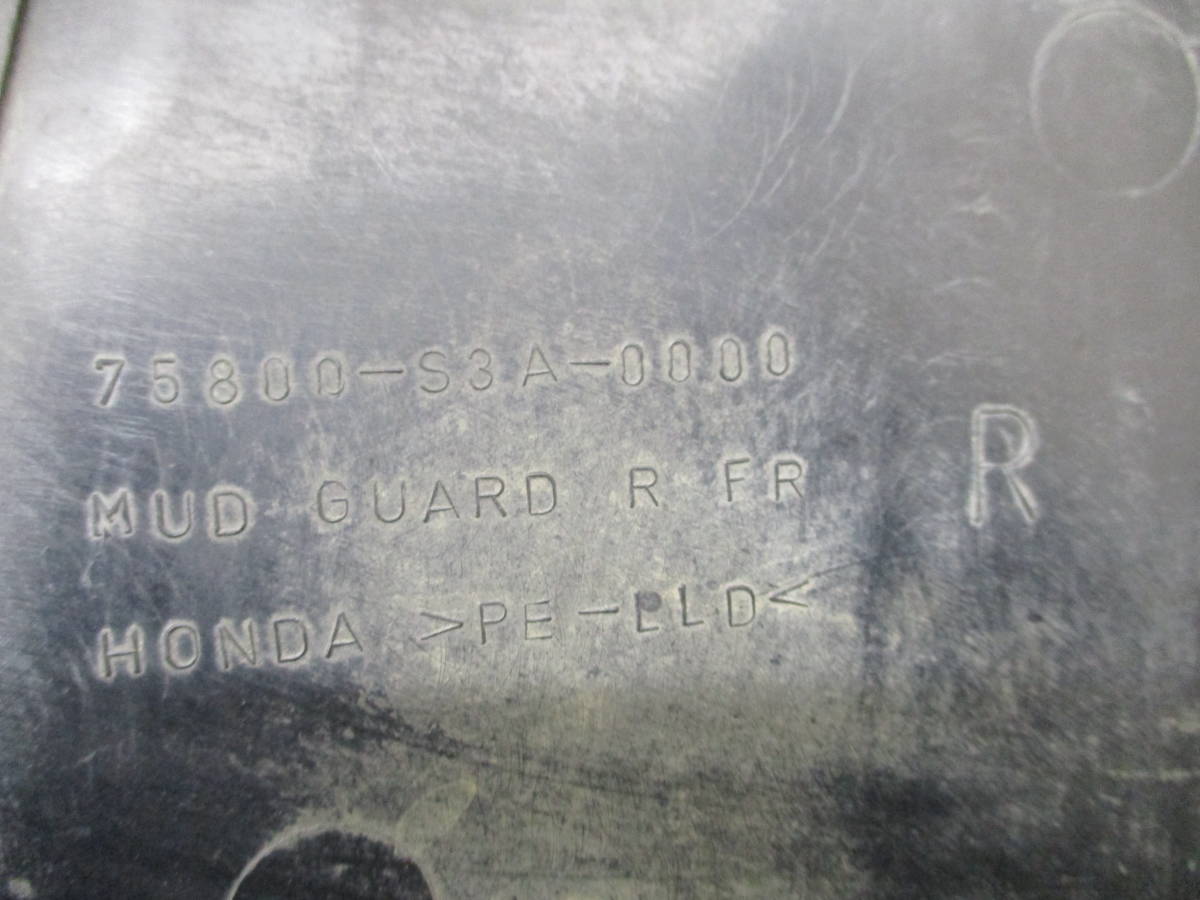 75800-S3A-0000
MUD GUARD R FR
R
HONDA >PE-LLD<